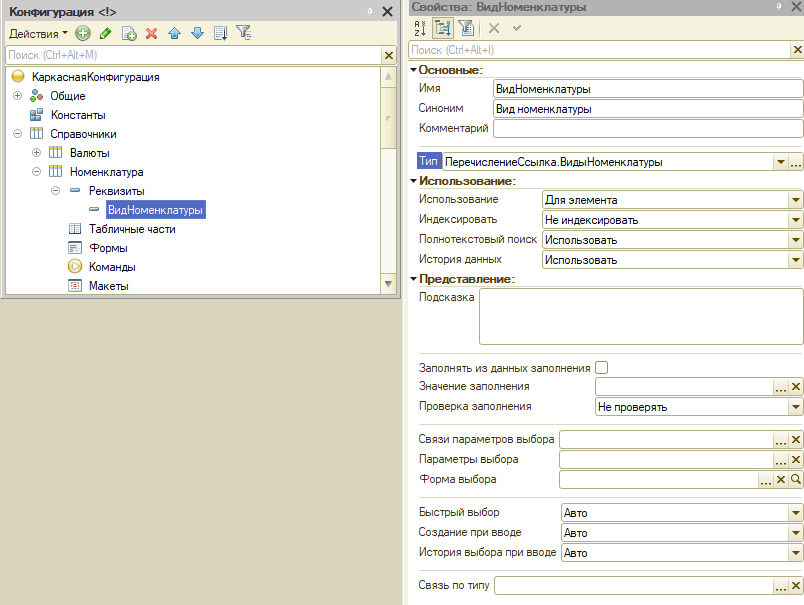 Конфигурация <!>
Действия
Поиск (Ctrl+Alt+M)
КаркаснаяКонфигурация
Общие
Константы
Справочники
Валюты
Номенклатура
Реквизиты
ВидНоменклатуры
Табличные части
Формы
Команды
Макеты
Свойства: ВидНоменклатуры
Поиск (Ctrl+Alt+I)
Основные:
Имя ВидНоменклатуры
Синоним Вид номенклатуры
Комментарий
Тип ПеречислениеСсылка.ВидыНоменклатуры
Использование:
Использование Для элемента
Индексировать Не индексировать
Полнотекстовый поиск Использовать
История данных Использовать
Представление:
Подсказка
Заполнять из данных заполнения
Значение заполнения
Проверка заполнения Не проверять
Связи параметров выбора
Параметры выбора
Форма выбора
Быстрый выбор Авто
Создание при вводе Авто
История выбора при вводе Авто
Связь по типу